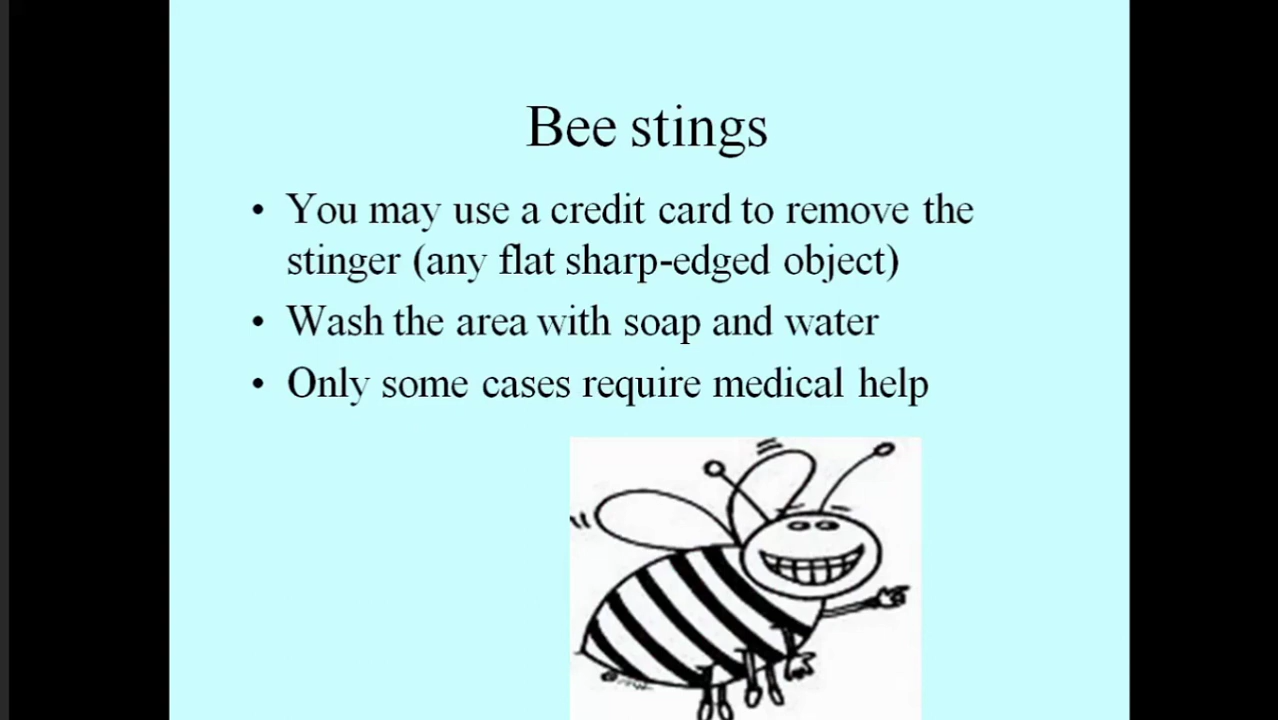 Bee stings
• You may use a credit card to remove the
stinger (any flat sharp-edged object)
• Wash the area with soap and water
• Only some cases require medical help